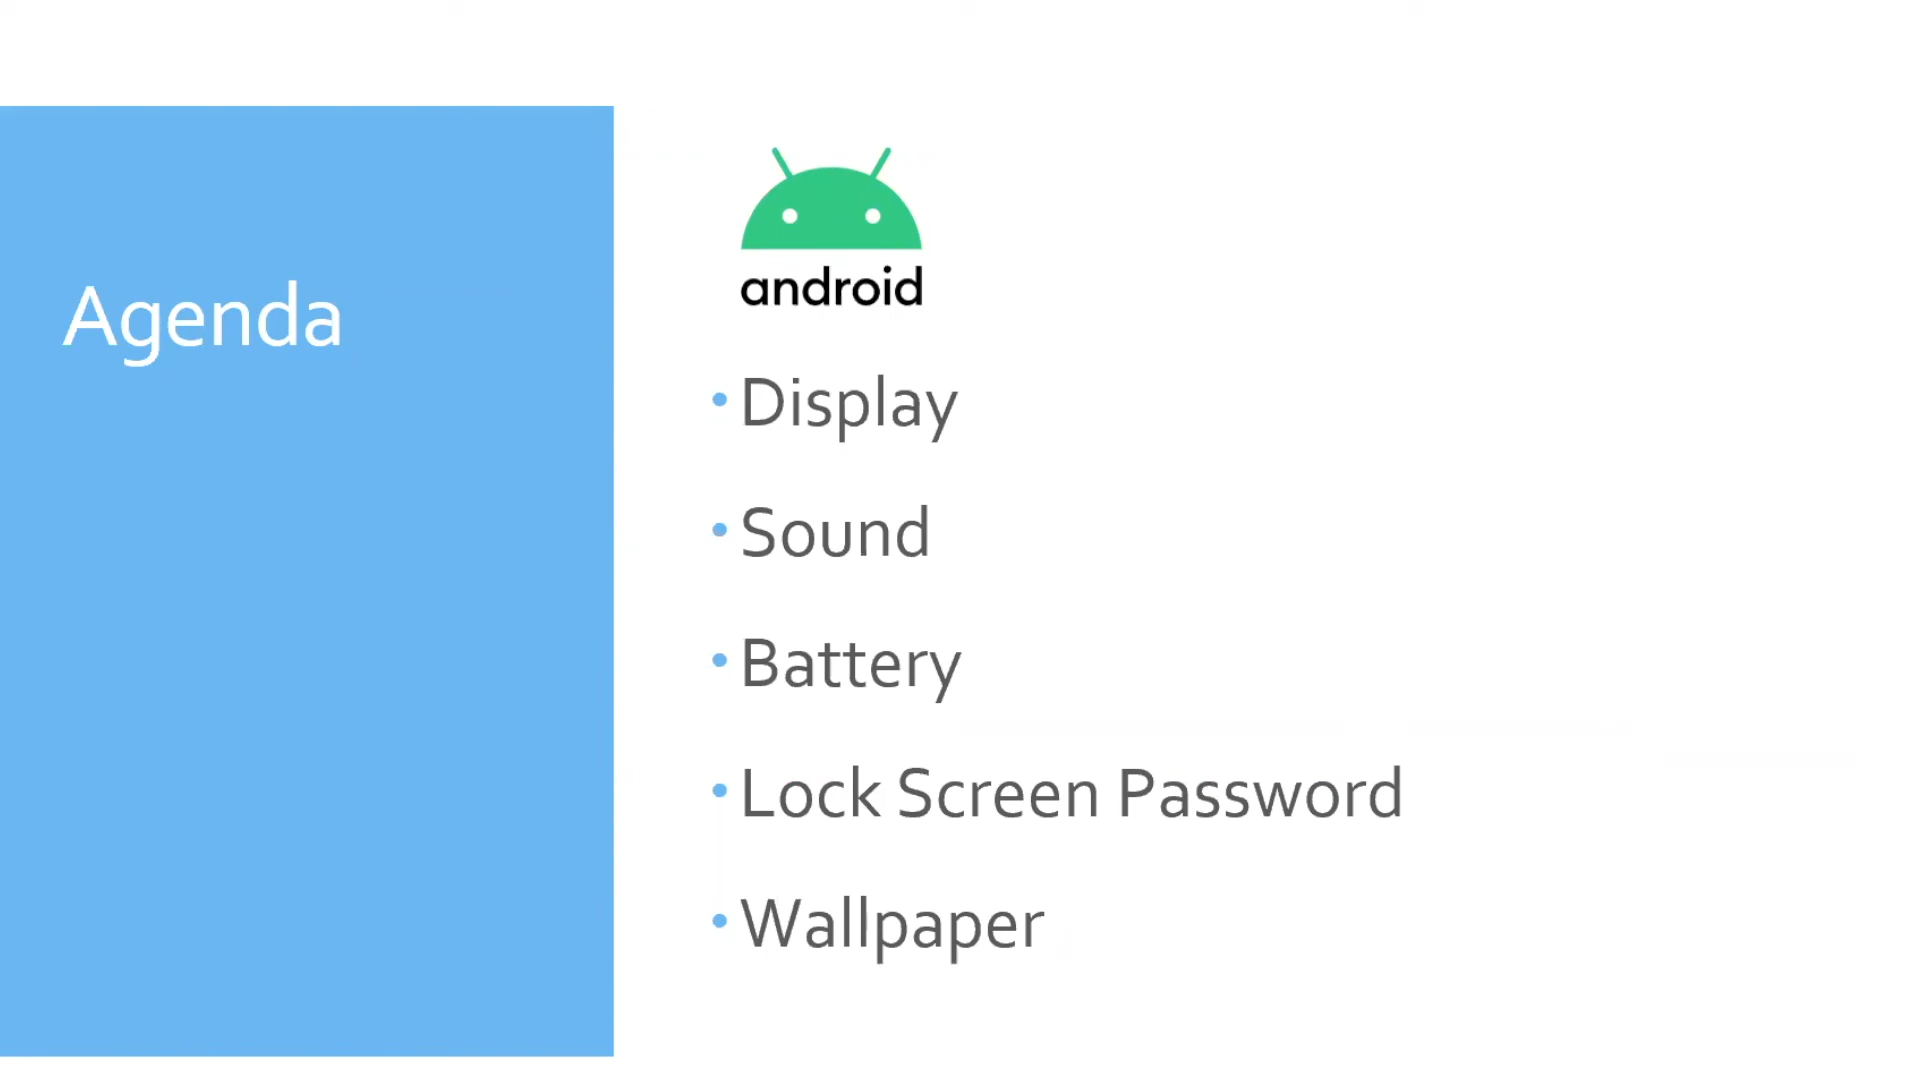 Agenda
android
• Display
• Sound
• Battery
• Lock Screen Password
• Wallpaper